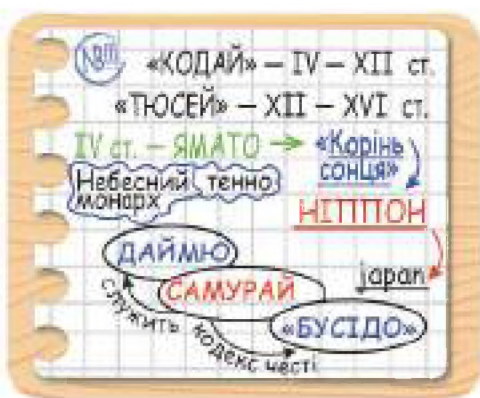 NB!!!
«КОДАЙ» – IV – XII ст.
«ТЮСЕЙ» – XII – XVI ст.
IV ст. – ЯМАТО → «Корінь
сонця»
Небесний тенно
монарх
НІППОН
japan
ДАЙМЮ
САМУРАЙ
служить
«БУСІДО»
кодекс честі